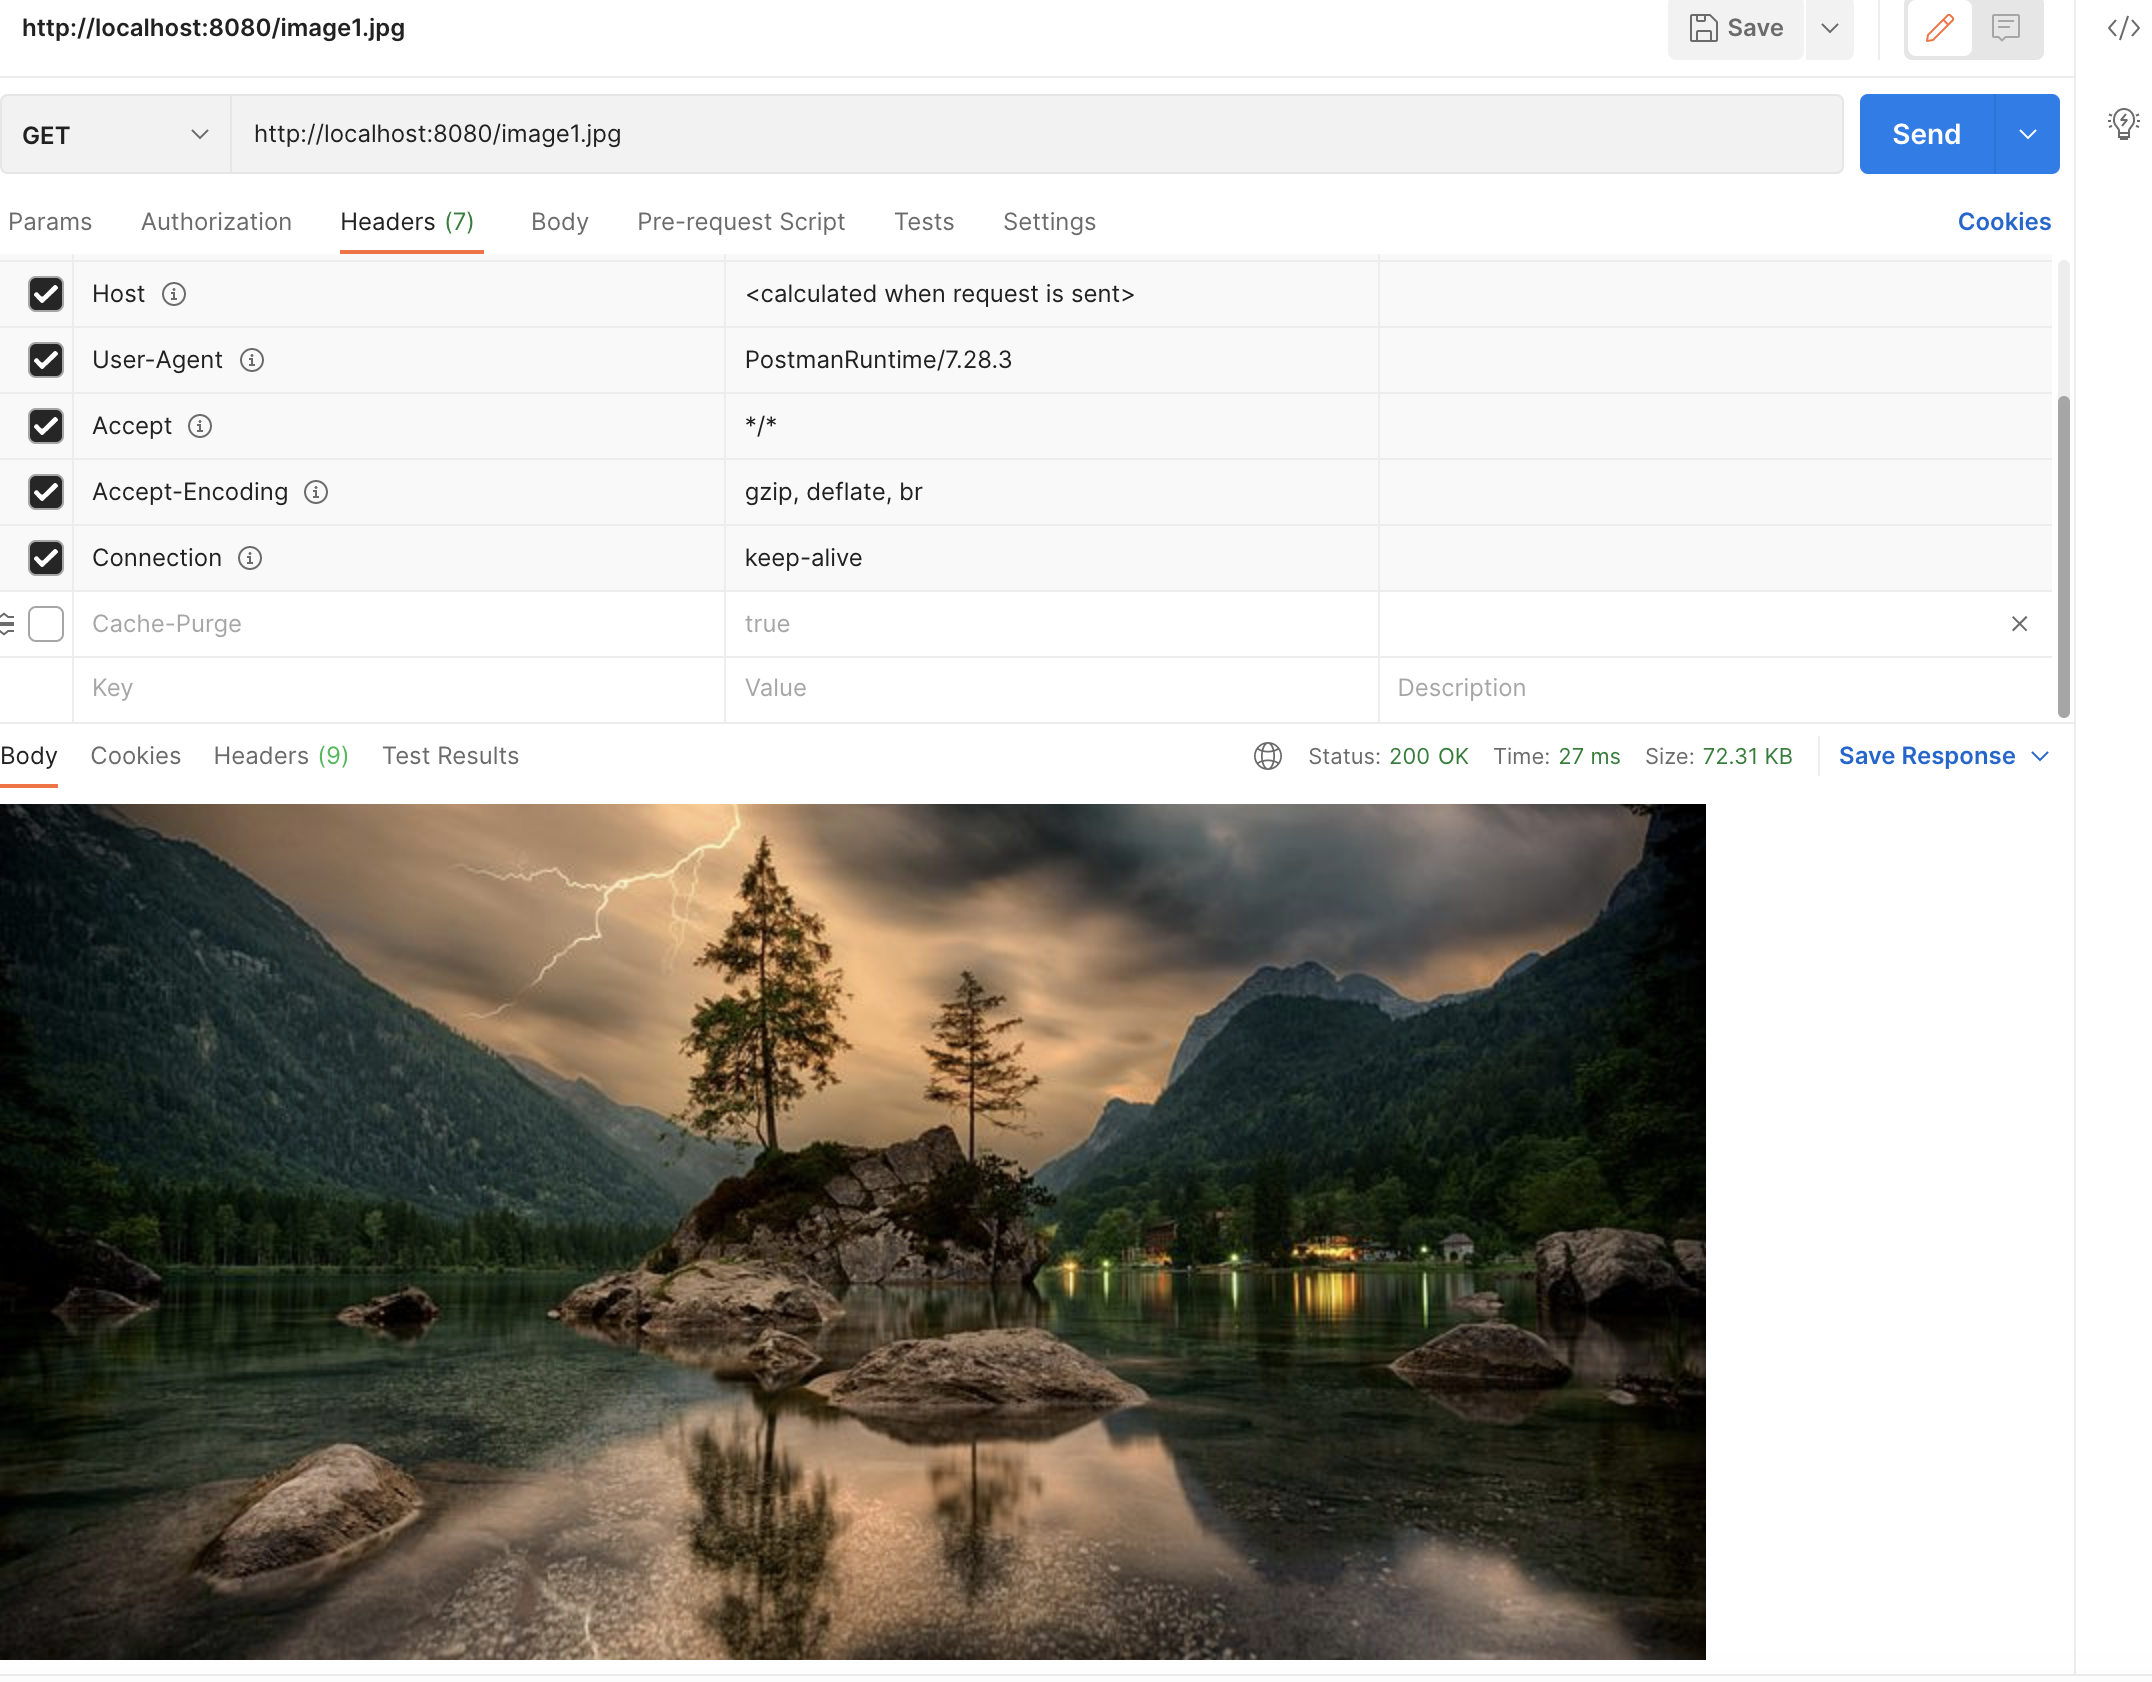 http://localhost:8080/image1.jpg
Save
GET http://localhost:8080/image1.jpg Send
Params Authorization Headers (7) Body Pre-request Script Tests Settings Cookies
Host <calculated when request is sent>
User-Agent PostmanRuntime/7.28.3
Accept */*
Accept-Encoding gzip, deflate, br
Connection keep-alive
Cache-Purge true
Key Value Description
Body Cookies Headers (9) Test Results Status: 200 OK Time: 27 ms Size: 72.31 KB Save Response